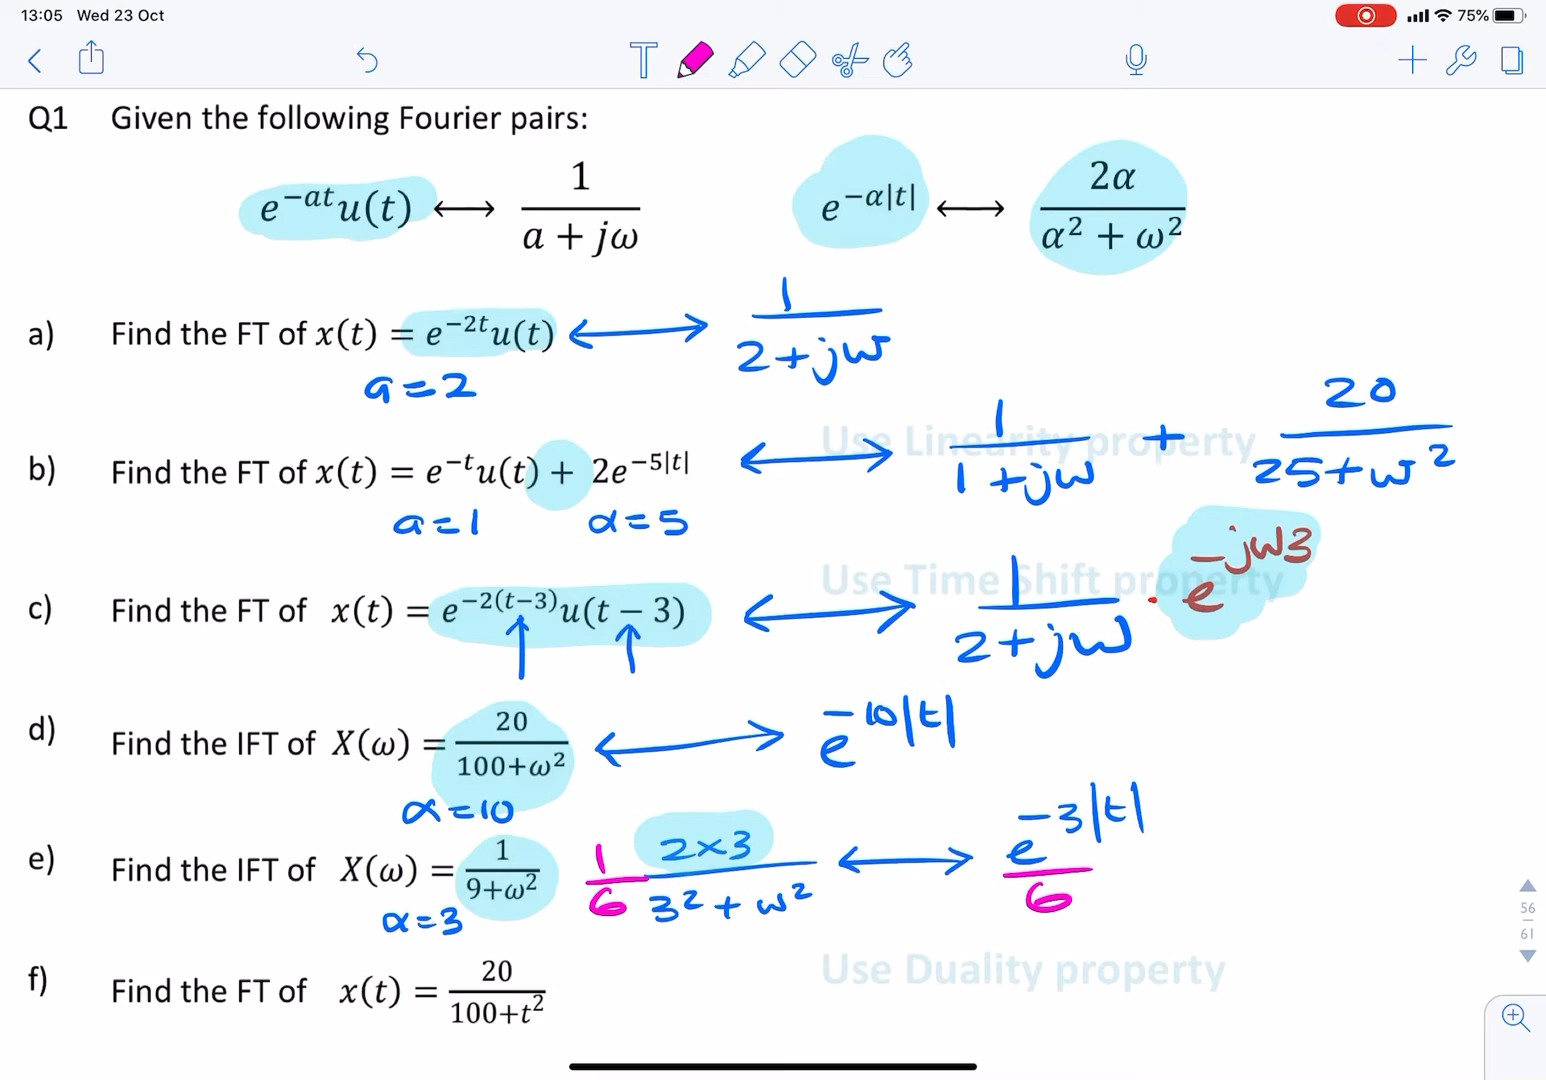 13:05 Wed 23 Oct
75%
T
Q1 Given the following Fourier pairs:
e^{-at}u(t) ⟷ 1/(a + jω)
e^{-α|t|} ⟷ 2α/(α² + ω²)
a) Find the FT of x(t) = e^{-2t}u(t) ⟷ 1/(2+jω)
a=2
Use Linearity property
b) Find the FT of x(t) = e^{-t}u(t) + 2e^{-5|t|} ⟷ 1/(1+jω) + 20/(25+ω²)
a=1 α=5
Use Time Shift property
c) Find the FT of x(t) = e^{-2(t-3)}u(t − 3) ⟷ 1/(2+jω) · e^{-jω3}
d) Find the IFT of X(ω) = 20/(100+ω²) ⟷ e^{-10|t|}
α=10
e) Find the IFT of X(ω) = 1/(9+ω²) 1/6 2×3/(3²+ω²) ⟷ e^{-3|t|}/6
α=3
f) Find the FT of x(t) = 20/(100+t²)
Use Duality property
56
61